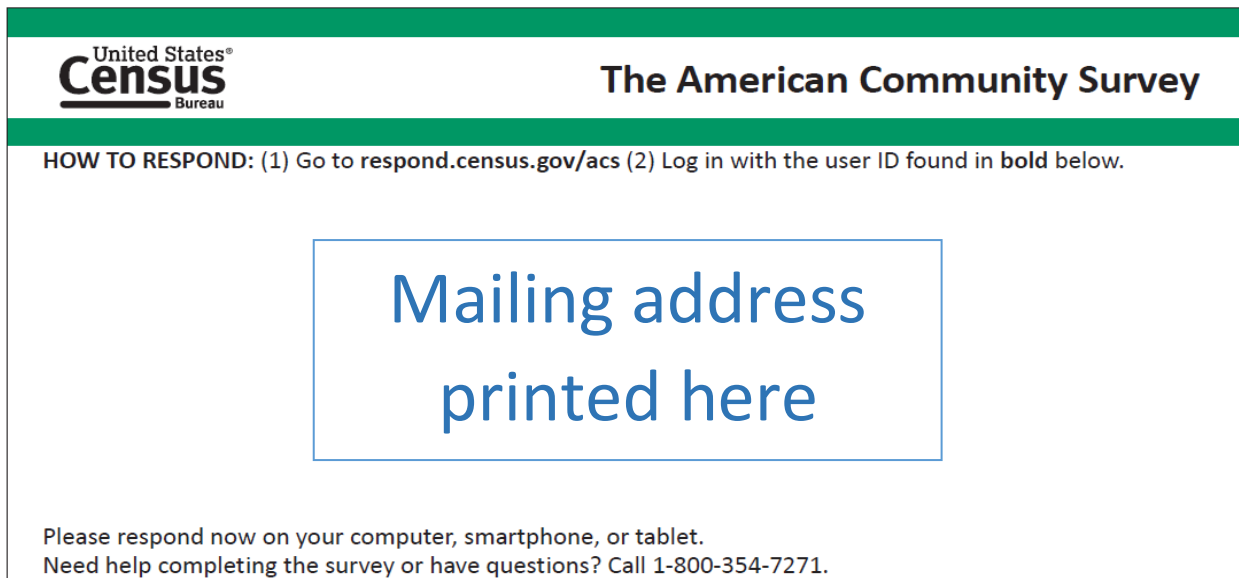 United States®
Census
Bureau
The American Community Survey
HOW TO RESPOND: (1) Go to respond.census.gov/acs (2) Log in with the user ID found in bold below.
Mailing address
printed here
Please respond now on your computer, smartphone, or tablet.
Need help completing the survey or have questions? Call 1-800-354-7271.